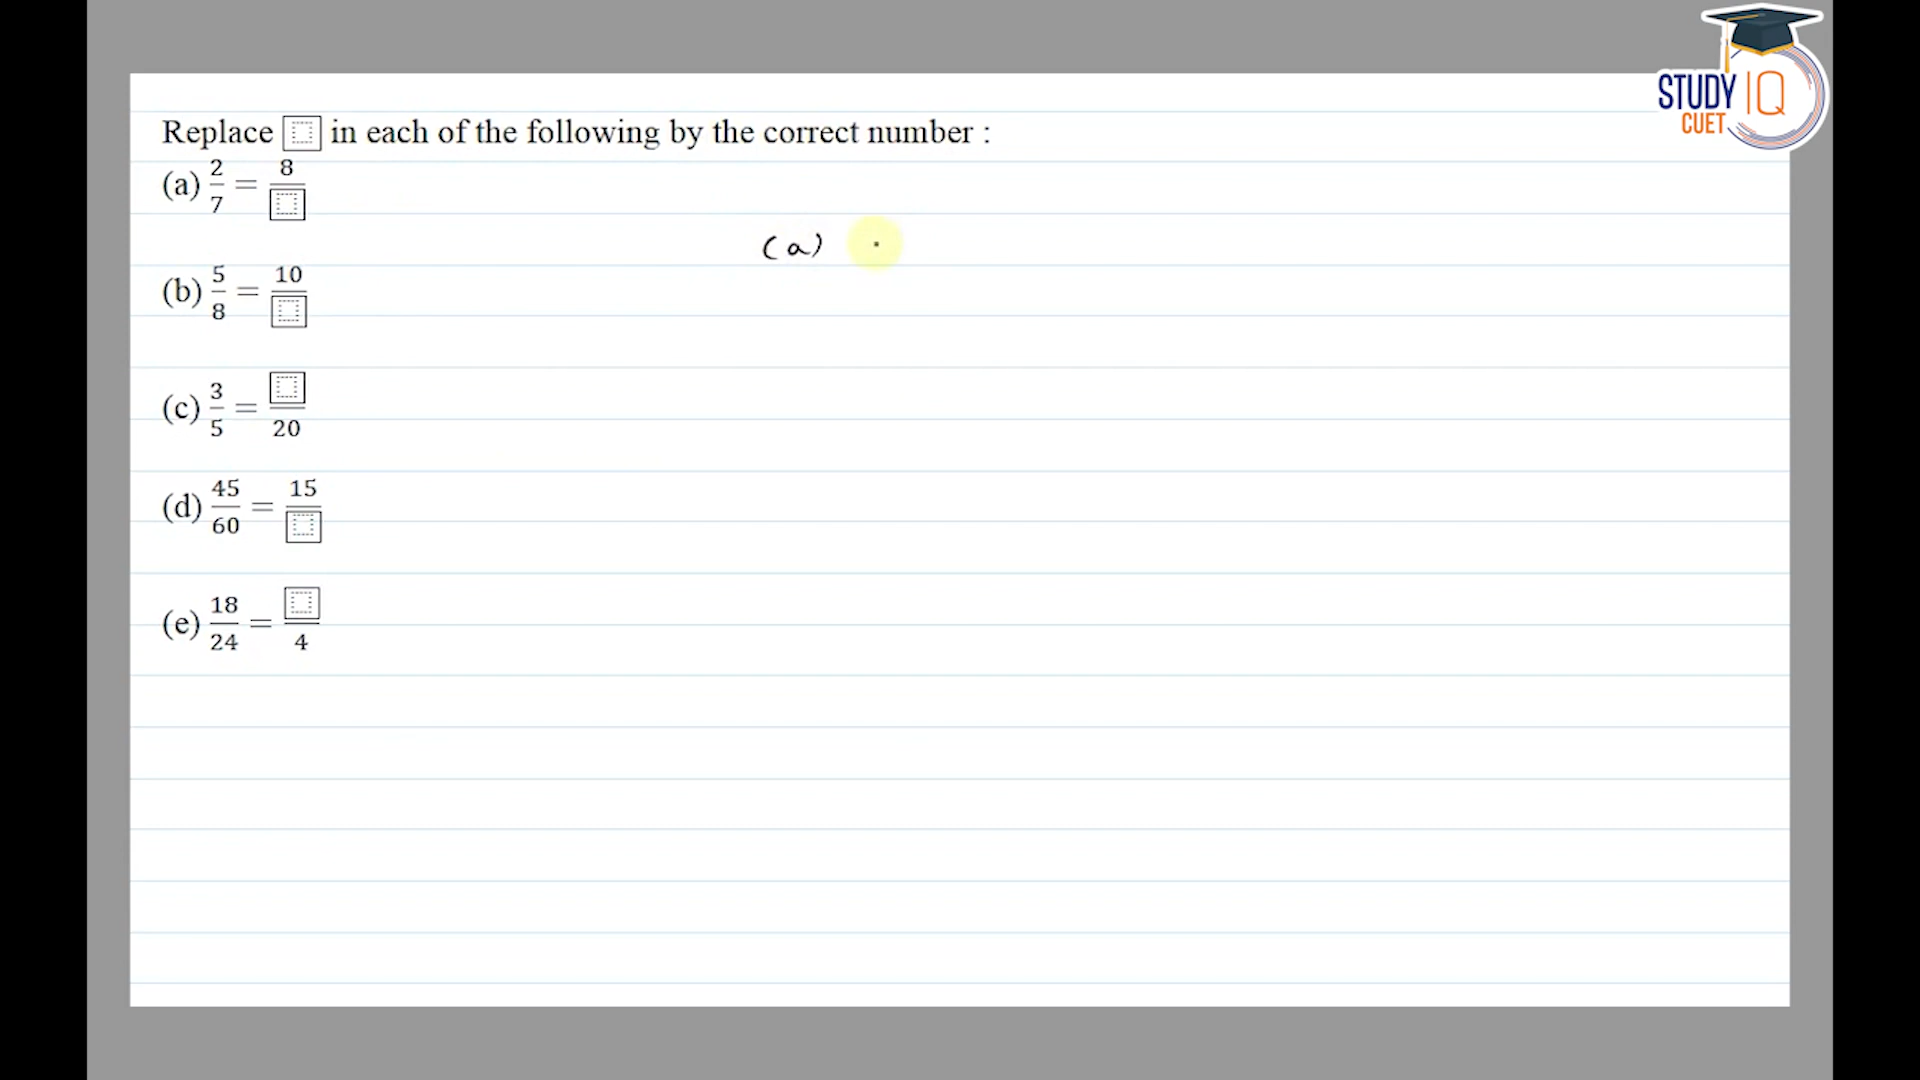 STUDY IQ
CUET
Replace □ in each of the following by the correct number :
(a) 2/7 = 8/□
(a)
(b) 5/8 = 10/□
(c) 3/5 = □/20
(d) 45/60 = 15/□
(e) 18/24 = □/4